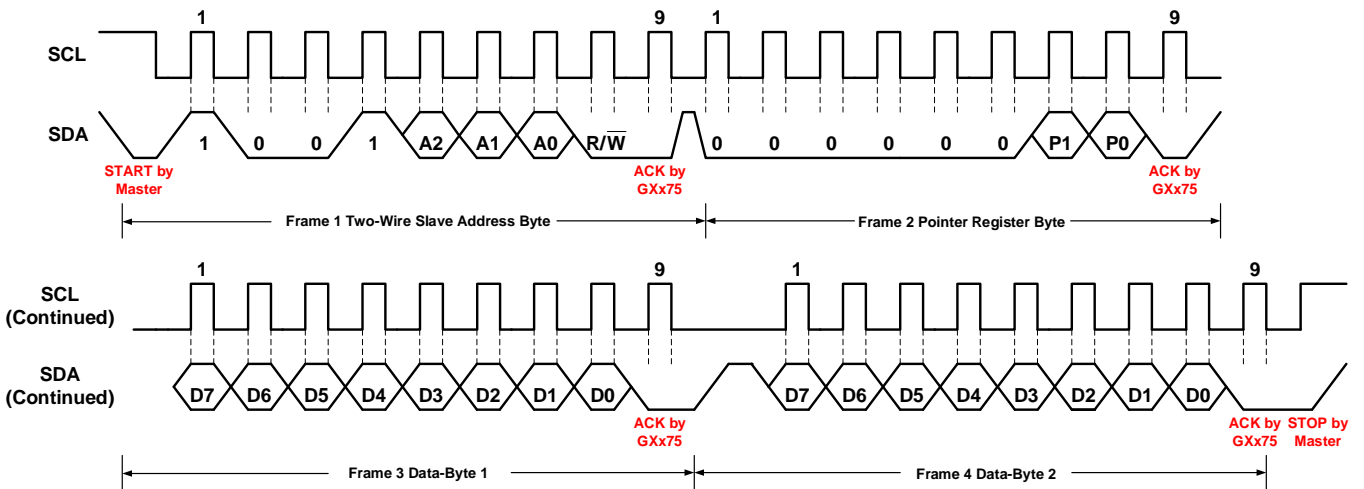 1 9 1 9
SCL
SDA
1 0 0 1 A2 A1 A0 R/W̅ 0 0 0 0 0 0 P1 P0
START by Master
ACK by GXx75
ACK by GXx75
Frame 1 Two-Wire Slave Address Byte
Frame 2 Pointer Register Byte
1 9 1 9
SCL
(Continued)
SDA
(Continued)
D7 D6 D5 D4 D3 D2 D1 D0 D7 D6 D5 D4 D3 D2 D1 D0
ACK by GXx75
ACK by GXx75
STOP by Master
Frame 3 Data-Byte 1
Frame 4 Data-Byte 2